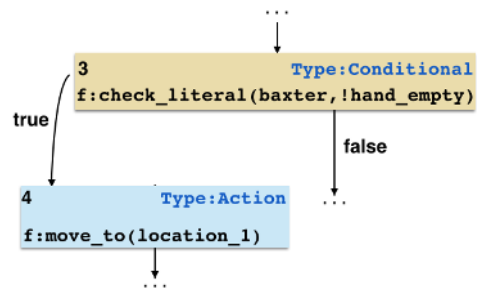 ...
3 Type:Conditional
f:check_literal(baxter,!hand_empty)
true
false
...
4 Type:Action
f:move_to(location_1)
...